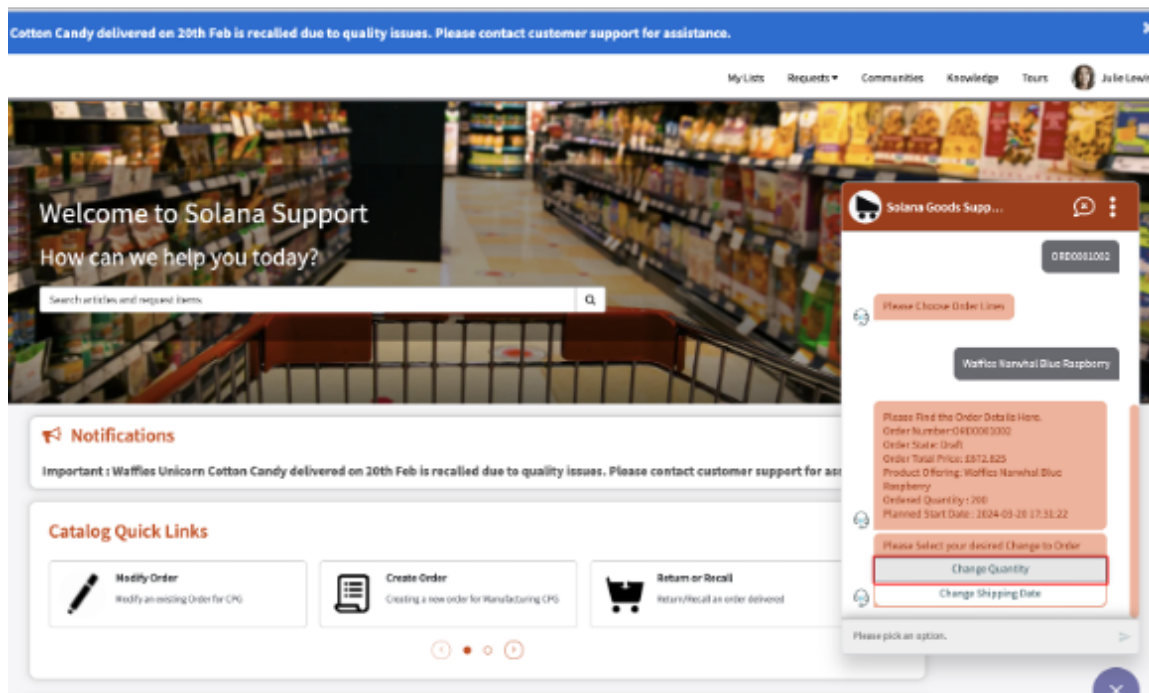 Cotton Candy delivered on 20th Feb is recalled due to quality issues. Please contact customer support for assistance.
My Lists Requests Communities Knowledge Tours Julie Lewis
Welcome to Solana Support
How can we help you today?
Search articles and request items
Notifications
Important : Waffles Unicorn Cotton Candy delivered on 20th Feb is recalled due to quality issues. Please contact customer support for ass
Catalog Quick Links
Modify Order
Modify an existing Order for CPG
Create Order
Creating a new order for Manufacturing CPG
Return or Recall
Return/Recall an order delivered
Solana Goods Supp...
ORD0001002
Please Choose Order Lines
Waffles Narwhal Blue Raspberry
Please Find the Order Details Here.
Order Number:ORD0001002
Order State: Draft
Order Total Price: £872.825
Product Offering: Waffles Narwhal Blue
Raspberry
Ordered Quantity : 200
Planned Start Date : 2024-03-20 17:31:22
Please Select your desired Change to Order
Change Quantity
Change Shipping Date
Please pick an option.